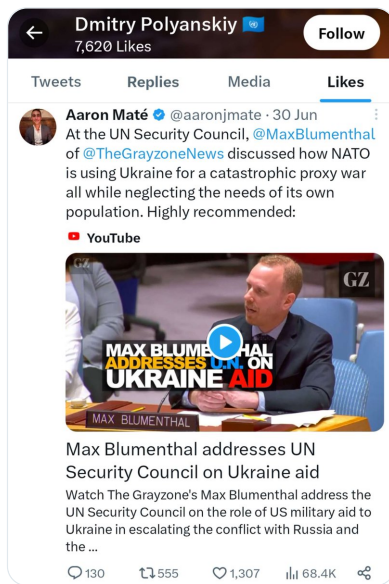 Dmitry Polyanskiy 🇺🇳
7,620 Likes
Follow
Tweets Replies Media Likes
Aaron Maté @aaronjmate · 30 Jun
At the UN Security Council, @MaxBlumenthal
of @TheGrayzoneNews discussed how NATO
is using Ukraine for a catastrophic proxy war
all while neglecting the needs of its own
population. Highly recommended:
YouTube
GZ
GZ
MAX BLUMENTHAL
ADDRESSES U.N. ON
UKRAINE AID
MAX BLUMENTHAL
Max Blumenthal addresses UN
Security Council on Ukraine aid
Watch The Grayzone's Max Blumenthal address the
UN Security Council on the role of US military aid to
Ukraine in escalating the conflict with Russia and
the ...
130 555 1,307 68.4K